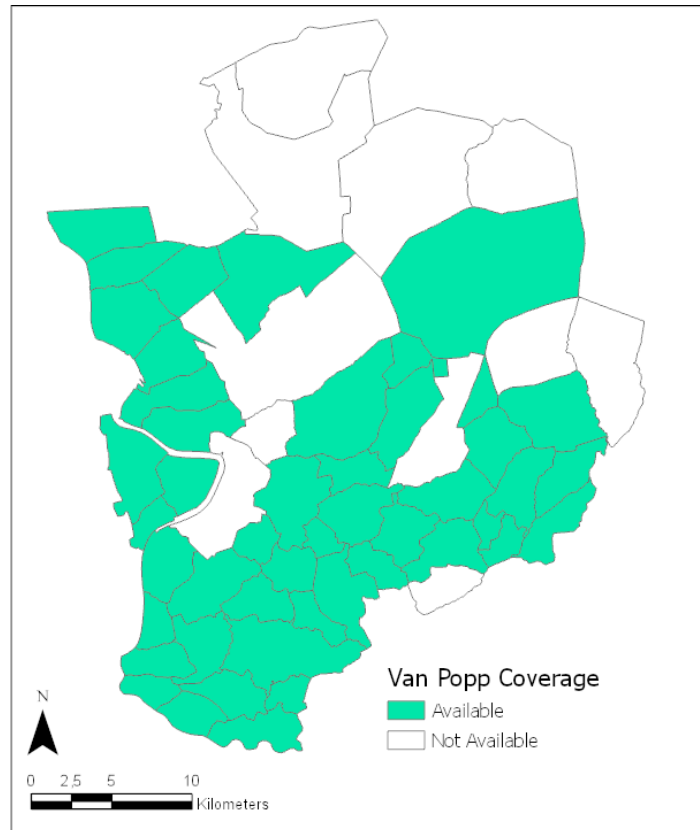 Van Popp Coverage
Available
Not Available
N
0 2,5 5 10
Kilometers